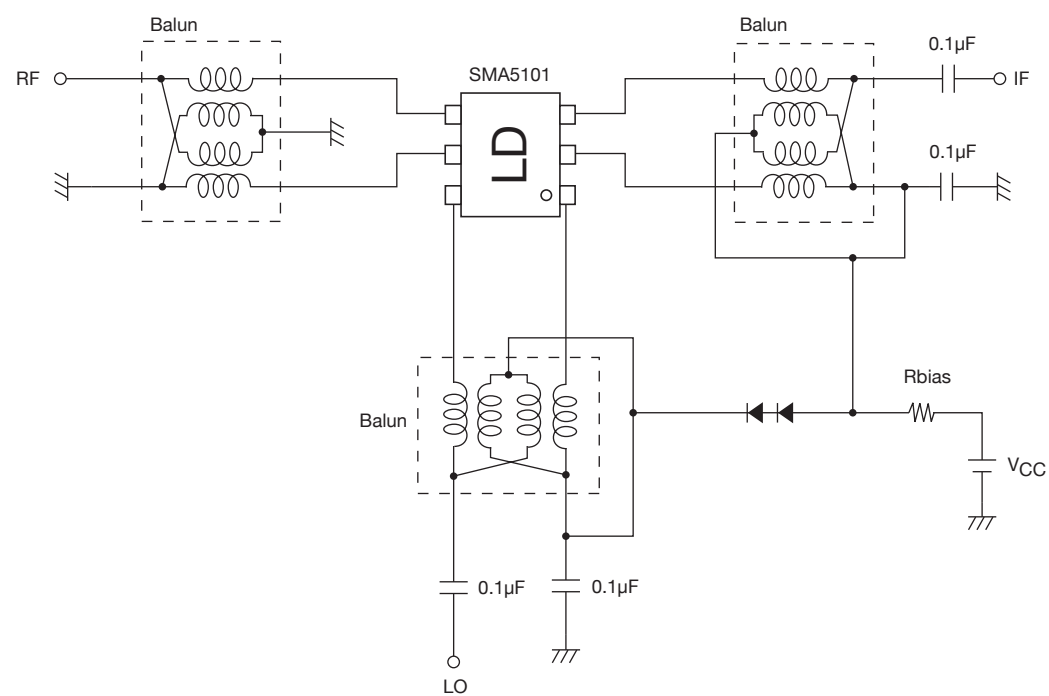 Balun
Balun
RF
SMA5101
0.1µF
IF
LD
0.1µF
Balun
Rbias
VCC
0.1µF
0.1µF
LO